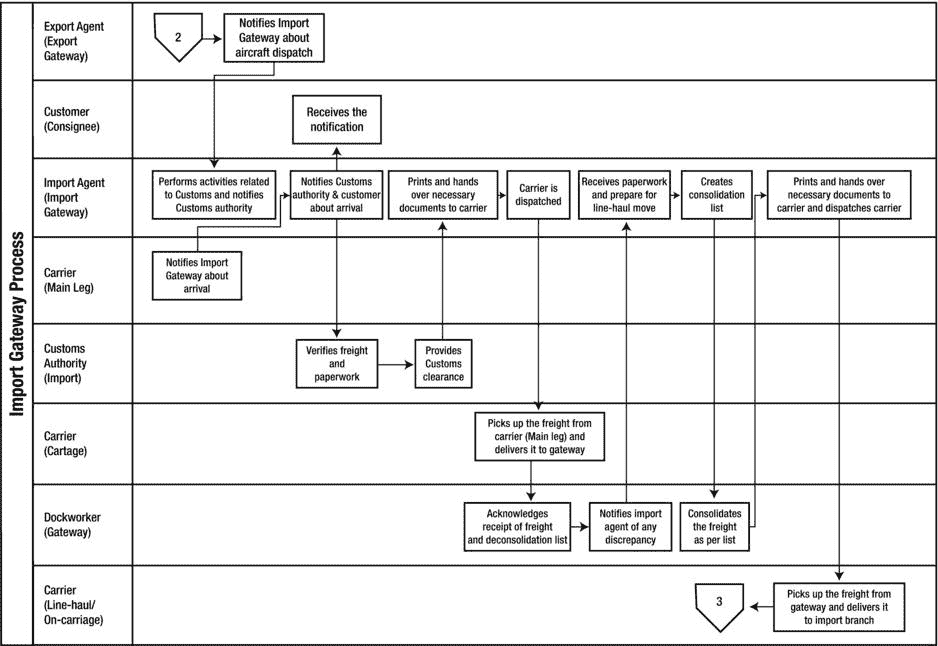 Import Gateway Process
Export Agent
(Export
Gateway)
2
Notifies Import
Gateway about
aircraft dispatch
Customer
(Consignee)
Receives the
notification
Import Agent
(Import
Gateway)
Performs activities related
to Customs and notifies
Customs authority
Notifies Customs
authority & customer
about arrival
Prints and hands
over necessary
documents to carrier
Carrier is
dispatched
Receives paperwork
and prepare for
line-haul move
Creates
consolidation
list
Prints and hands over
necessary documents to
carrier and dispatches carrier
Carrier
(Main Leg)
Notifies Import
Gateway about
arrival
Customs
Authority
(Import)
Verifies freight
and
paperwork
Provides
Customs
clearance
Carrier
(Cartage)
Picks up the freight from
carrier (Main leg) and
delivers it to gateway
Dockworker
(Gateway)
Acknowledges
receipt of freight
and deconsolidation list
Notifies import
agent of any
discrepancy
Consolidates
the freight
as per list
Carrier
(Line-haul/
On-carriage)
3
Picks up the freight from
gateway and delivers it
to import branch